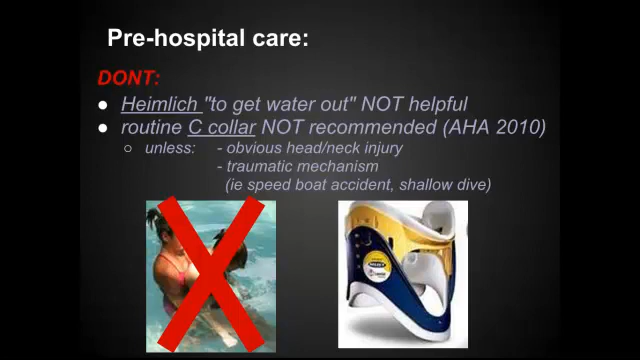 Pre-hospital care:
DONT:
● Heimlich "to get water out" NOT helpful
● routine C collar NOT recommended (AHA 2010)
○ unless: - obvious head/neck injury
- traumatic mechanism
(ie speed boat accident, shallow dive)